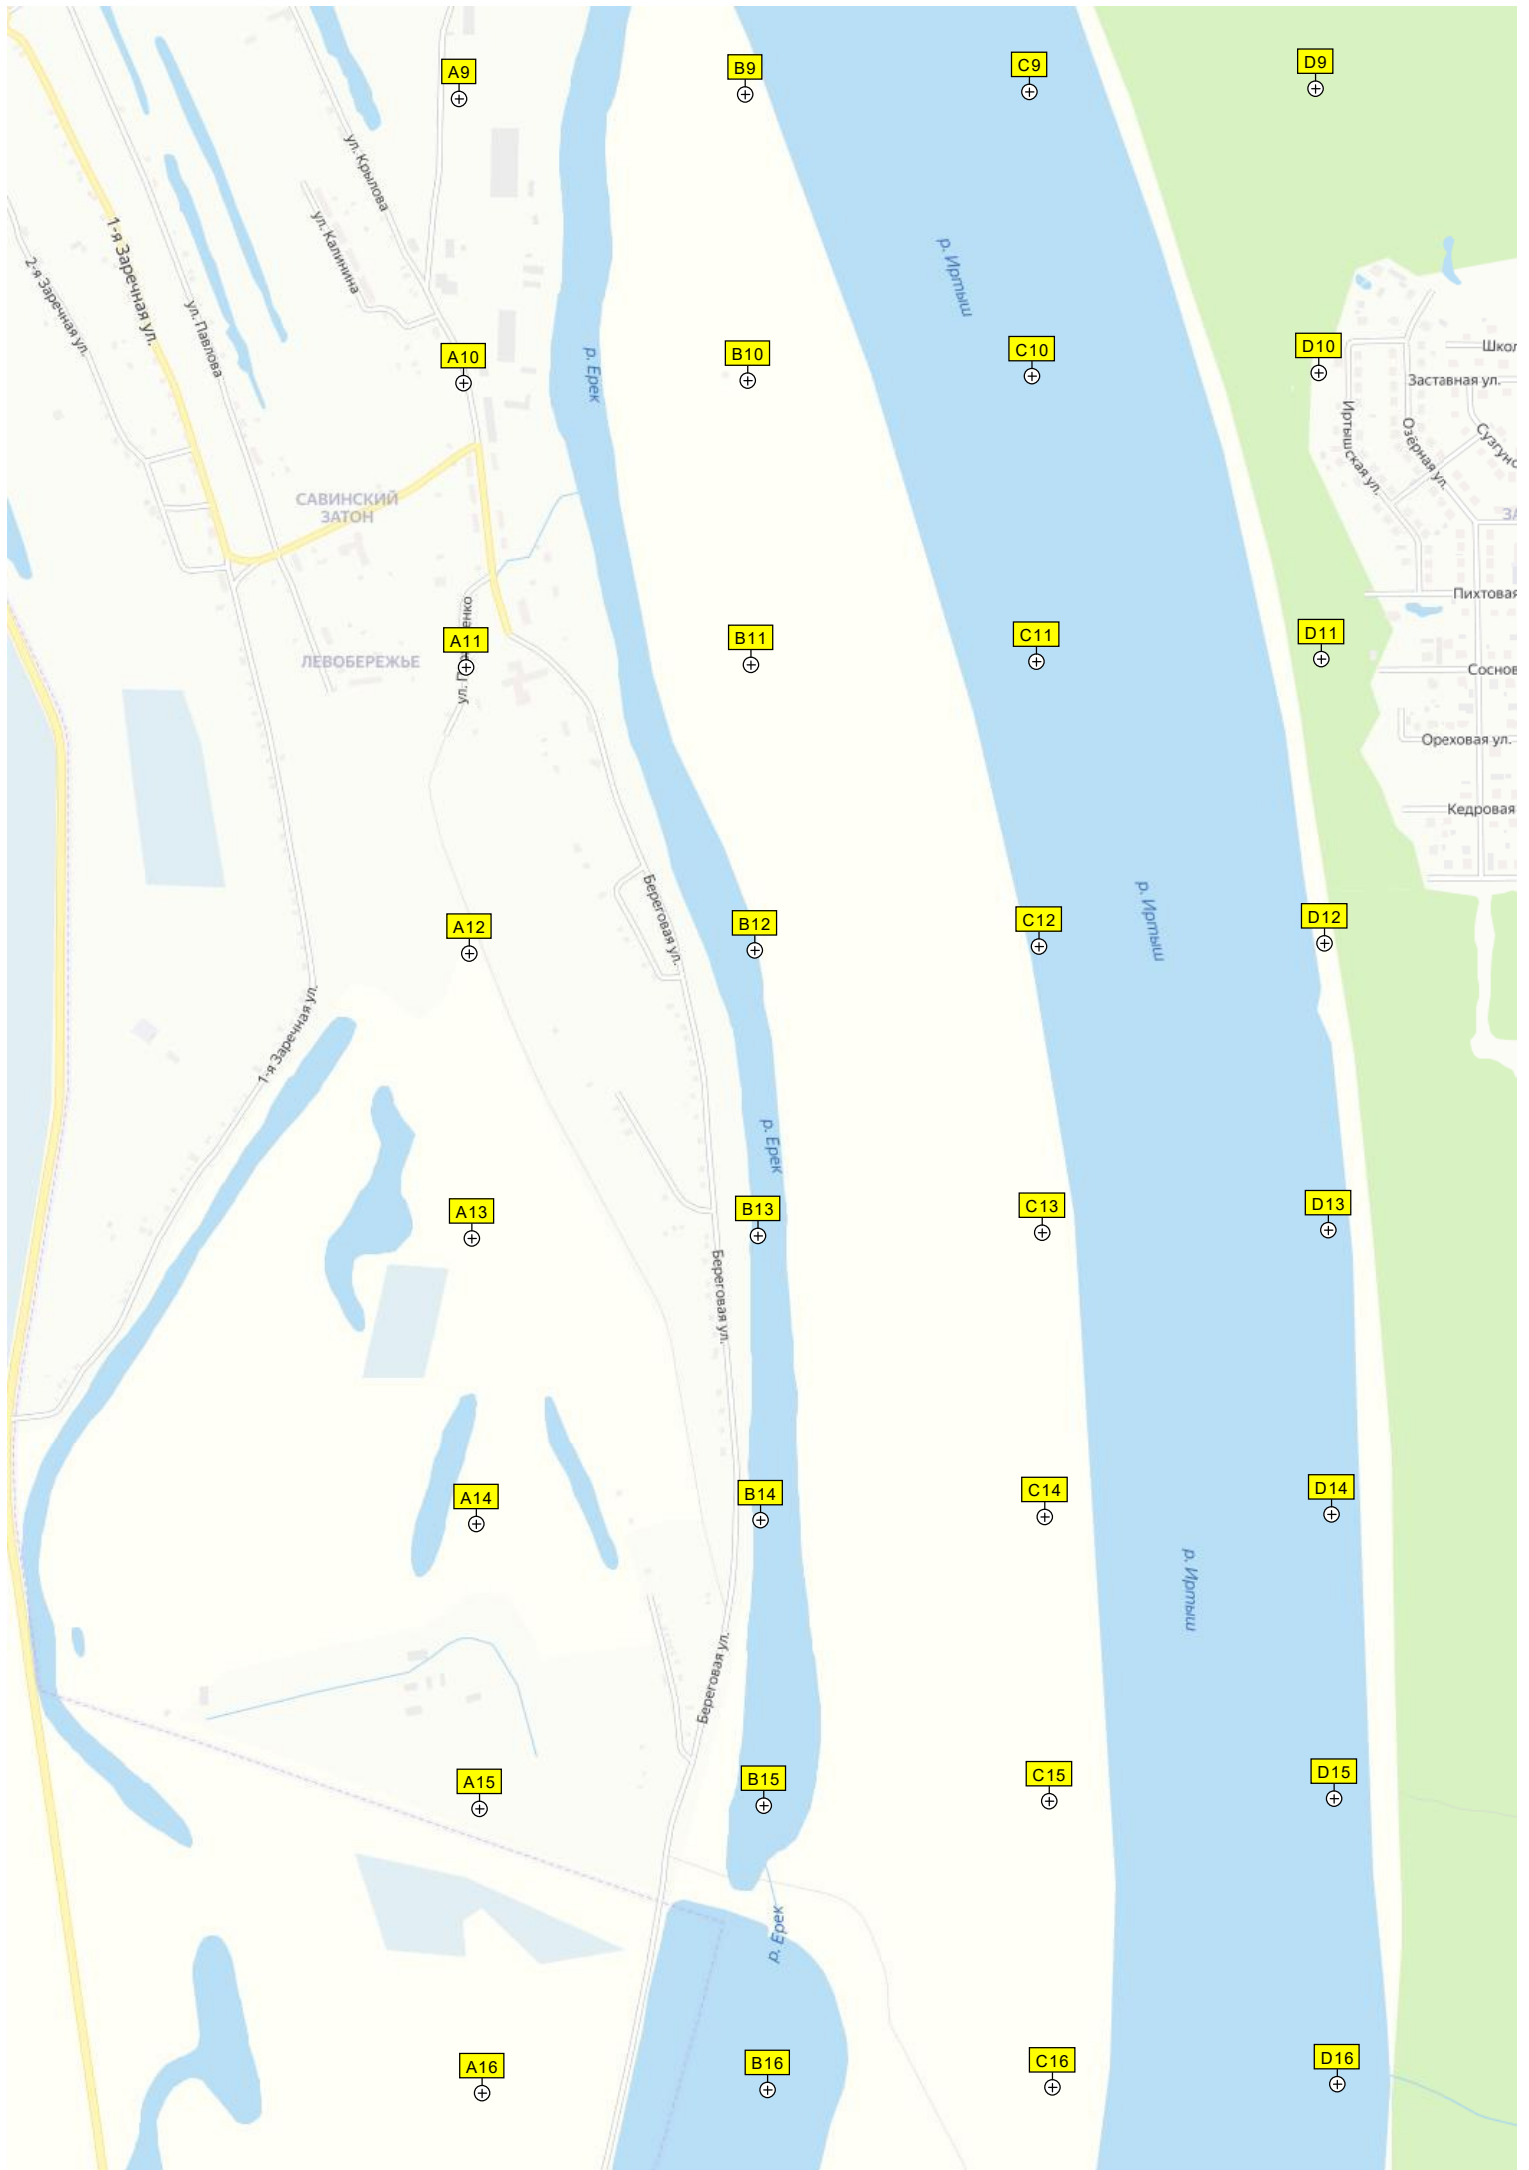 A9
B9
C9
D9
ул. Крылова
ул. Калинина
1-я Заречная ул.
2-я Заречная ул.
ул. Павлова
р. Иртыш
A10
р. Ерек
B10
C10
D10
Заставная ул.
Иртышская ул.
Озёрная ул.
САВИНСКИЙ
ЗАТОН
Пихтовая
A11
B11
C11
D11
ЛЕВОБЕРЕЖЬЕ
Ореховая ул.
Кедровая
Береговая ул.
A12
B12
C12
р. Иртыш
D12
1-я Заречная ул.
р. Ерек
A13
B13
C13
D13
Береговая ул.
A14
B14
C14
D14
р. Иртыш
Береговая ул.
A15
B15
C15
D15
р. Ерек
A16
B16
C16
D16